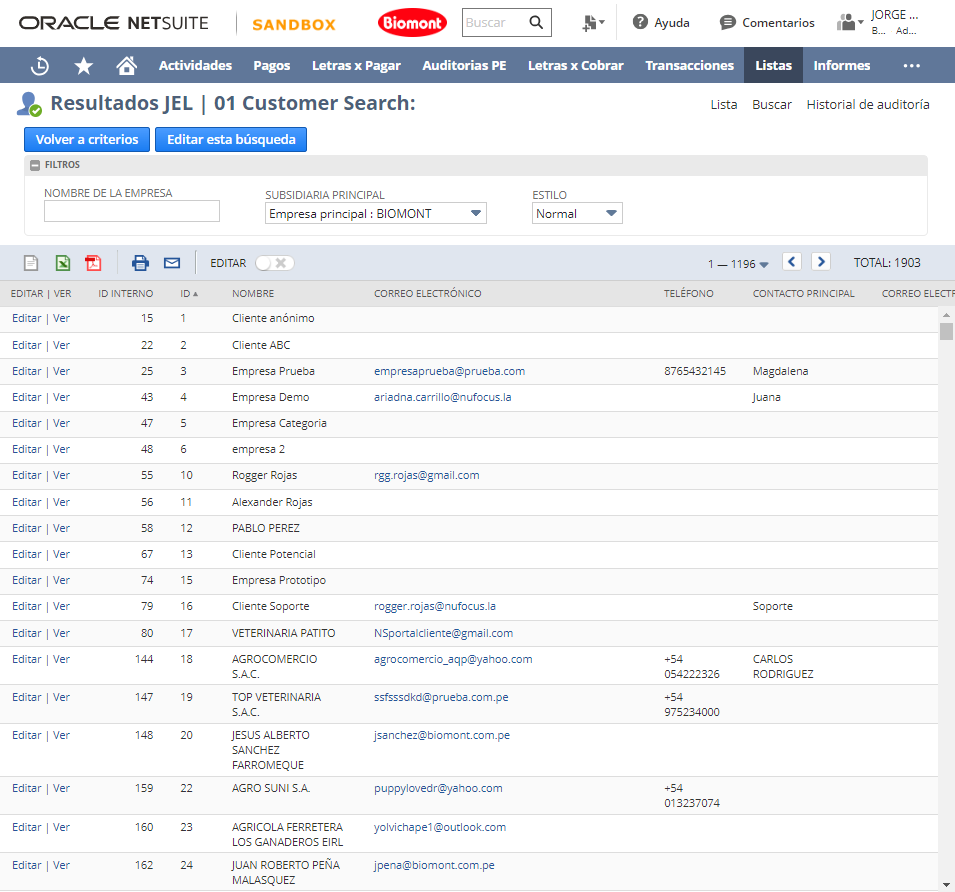 ORACLE NETSUITE
SANDBOX
Biomont
Buscar
Ayuda
Comentarios
JORGE ...
B... Ad...
Actividades Pagos Letras x Pagar Auditorias PE Letras x Cobrar Transacciones Listas Informes
Resultados JEL | 01 Customer Search:
Lista Buscar Historial de auditoría
Volver a criterios Editar esta búsqueda
FILTROS
NOMBRE DE LA EMPRESA SUBSIDIARIA PRINCIPAL ESTILO
Empresa principal : BIOMONT Normal
EDITAR 1 — 1196 TOTAL: 1903
EDITAR | VER ID INTERNO ID NOMBRE CORREO ELECTRÓNICO TELÉFONO CONTACTO PRINCIPAL CORREO ELECTR
Editar | Ver 15 1 Cliente anónimo
Editar | Ver 22 2 Cliente ABC
Editar | Ver 25 3 Empresa Prueba empresaprueba@prueba.com 8765432145 Magdalena
Editar | Ver 43 4 Empresa Demo ariadna.carrillo@nufocus.la Juana
Editar | Ver 47 5 Empresa Categoria
Editar | Ver 48 6 empresa 2
Editar | Ver 55 10 Rogger Rojas rgg.rojas@gmail.com
Editar | Ver 56 11 Alexander Rojas
Editar | Ver 58 12 PABLO PEREZ
Editar | Ver 67 13 Cliente Potencial
Editar | Ver 74 15 Empresa Prototipo
Editar | Ver 79 16 Cliente Soporte rogger.rojas@nufocus.la Soporte
Editar | Ver 80 17 VETERINARIA PATITO NSportalcliente@gmail.com
Editar | Ver 144 18 AGROCOMERCIO agrocomercio_aqp@yahoo.com +54 CARLOS
S.A.C. 054222326 RODRIGUEZ
Editar | Ver 147 19 TOP VETERINARIA ssfsssdkd@prueba.com.pe +54
S.A.C. 975234000
Editar | Ver 148 20 JESUS ALBERTO jsanchez@biomont.com.pe
SANCHEZ
FARROMEQUE
Editar | Ver 159 22 AGRO SUNI S.A. puppylovedr@yahoo.com +54
013237074
Editar | Ver 160 23 AGRICOLA FERRETERA yolvichape1@outlook.com
LOS GANADEROS EIRL
Editar | Ver 162 24 JUAN ROBERTO PEÑA jpena@biomont.com.pe
MALASQUEZ